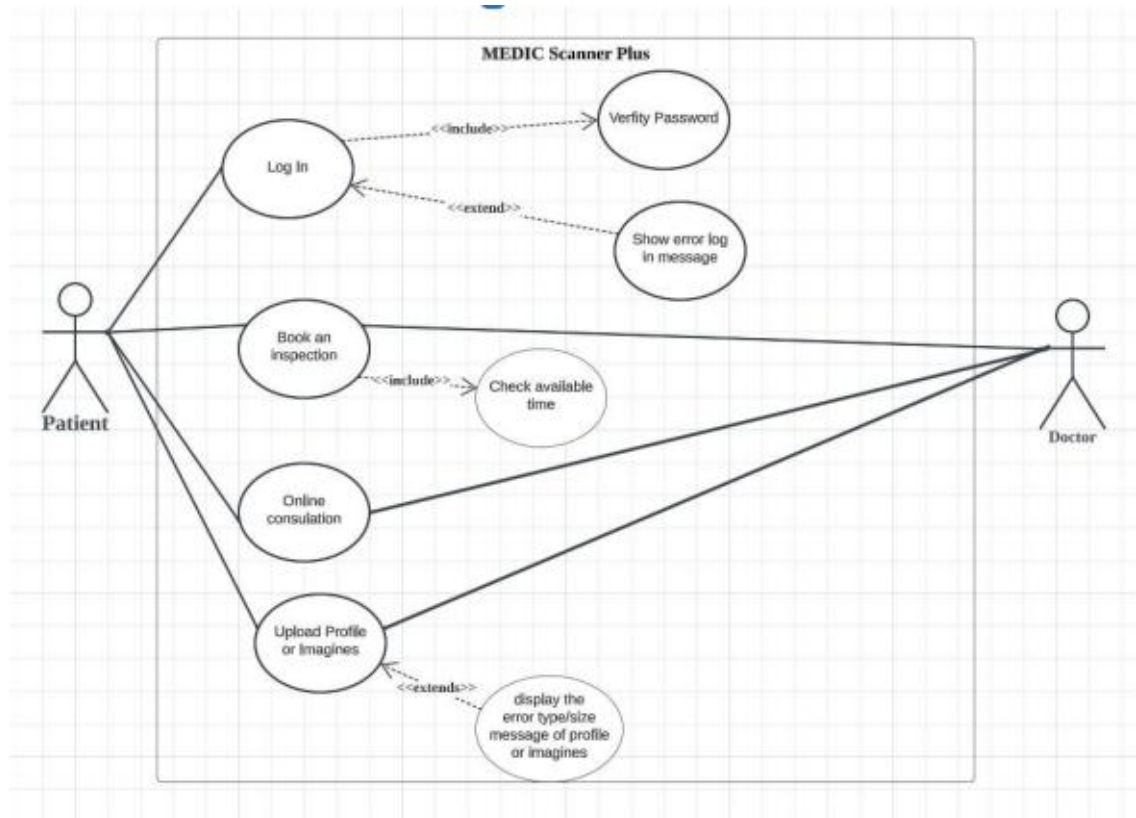 MEDIC Scanner Plus
Verfity Password
<<include>>
Log In
<<extend>>
Show error log
in message
Book an
inspection
<<include>>
Check available
time
Patient
Doctor
Online
consulation
Upload Profile
or Imagines
<<extends>>
display the
error type/size
message of profile
or imagines